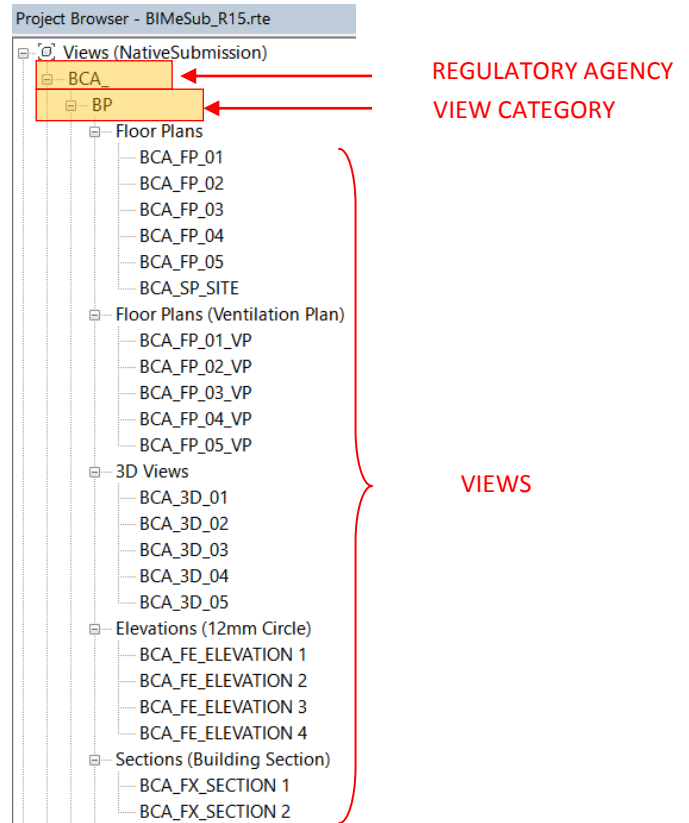 Project Browser - BIMeSub_R15.rte
Views (NativeSubmission)
BCA_
REGULATORY AGENCY
BP
VIEW CATEGORY
Floor Plans
BCA_FP_01
BCA_FP_02
BCA_FP_03
BCA_FP_04
BCA_FP_05
BCA_SP_SITE
Floor Plans (Ventilation Plan)
BCA_FP_01_VP
BCA_FP_02_VP
BCA_FP_03_VP
BCA_FP_04_VP
BCA_FP_05_VP
3D Views
BCA_3D_01
VIEWS
BCA_3D_02
BCA_3D_03
BCA_3D_04
BCA_3D_05
Elevations (12mm Circle)
BCA_FE_ELEVATION 1
BCA_FE_ELEVATION 2
BCA_FE_ELEVATION 3
BCA_FE_ELEVATION 4
Sections (Building Section)
BCA_FX_SECTION 1
BCA_FX_SECTION 2